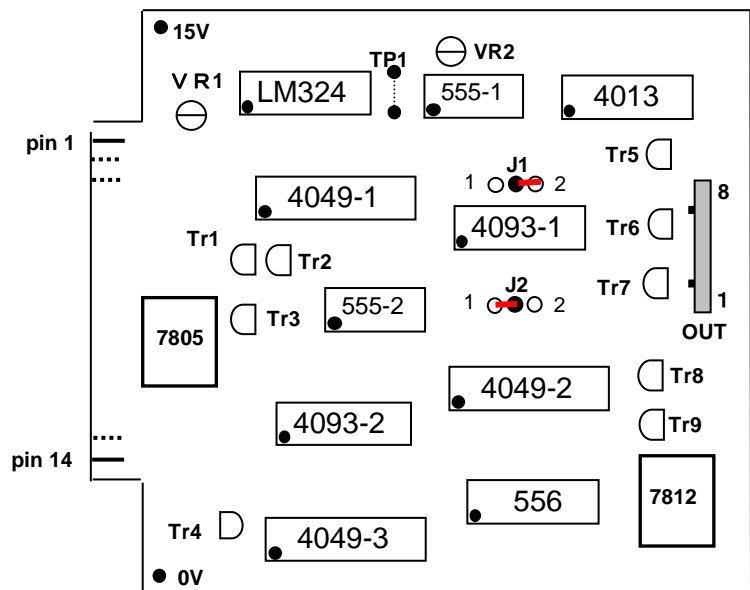 15V
TP1
VR2
V R1
LM324
555-1
4013
pin 1
Tr5
J1
1
2
8
4049-1
4093-1
Tr6
Tr1
Tr2
Tr7
J2
1
2
1
555-2
Tr3
7805
OUT
4049-2
Tr8
4093-2
Tr9
pin 14
556
7812
Tr4
4049-3
0V